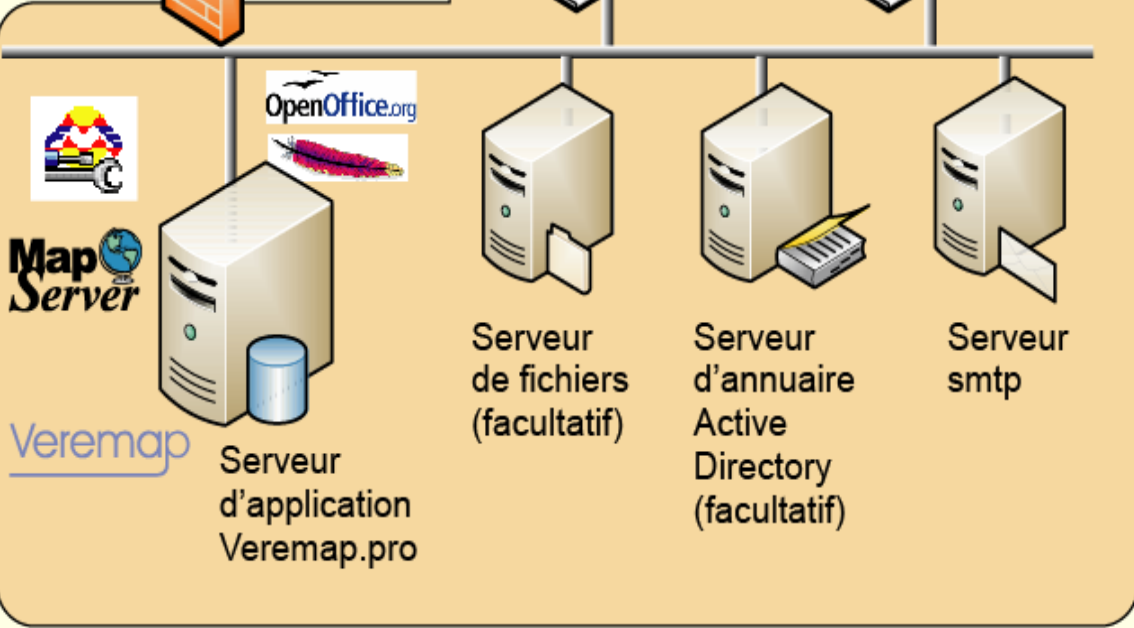 OpenOffice.org
Map
Server
Veremap
Serveur
d'application
Veremap.pro
Serveur
de fichiers
(facultatif)
Serveur
d'annuaire
Active
Directory
(facultatif)
Serveur
smtp